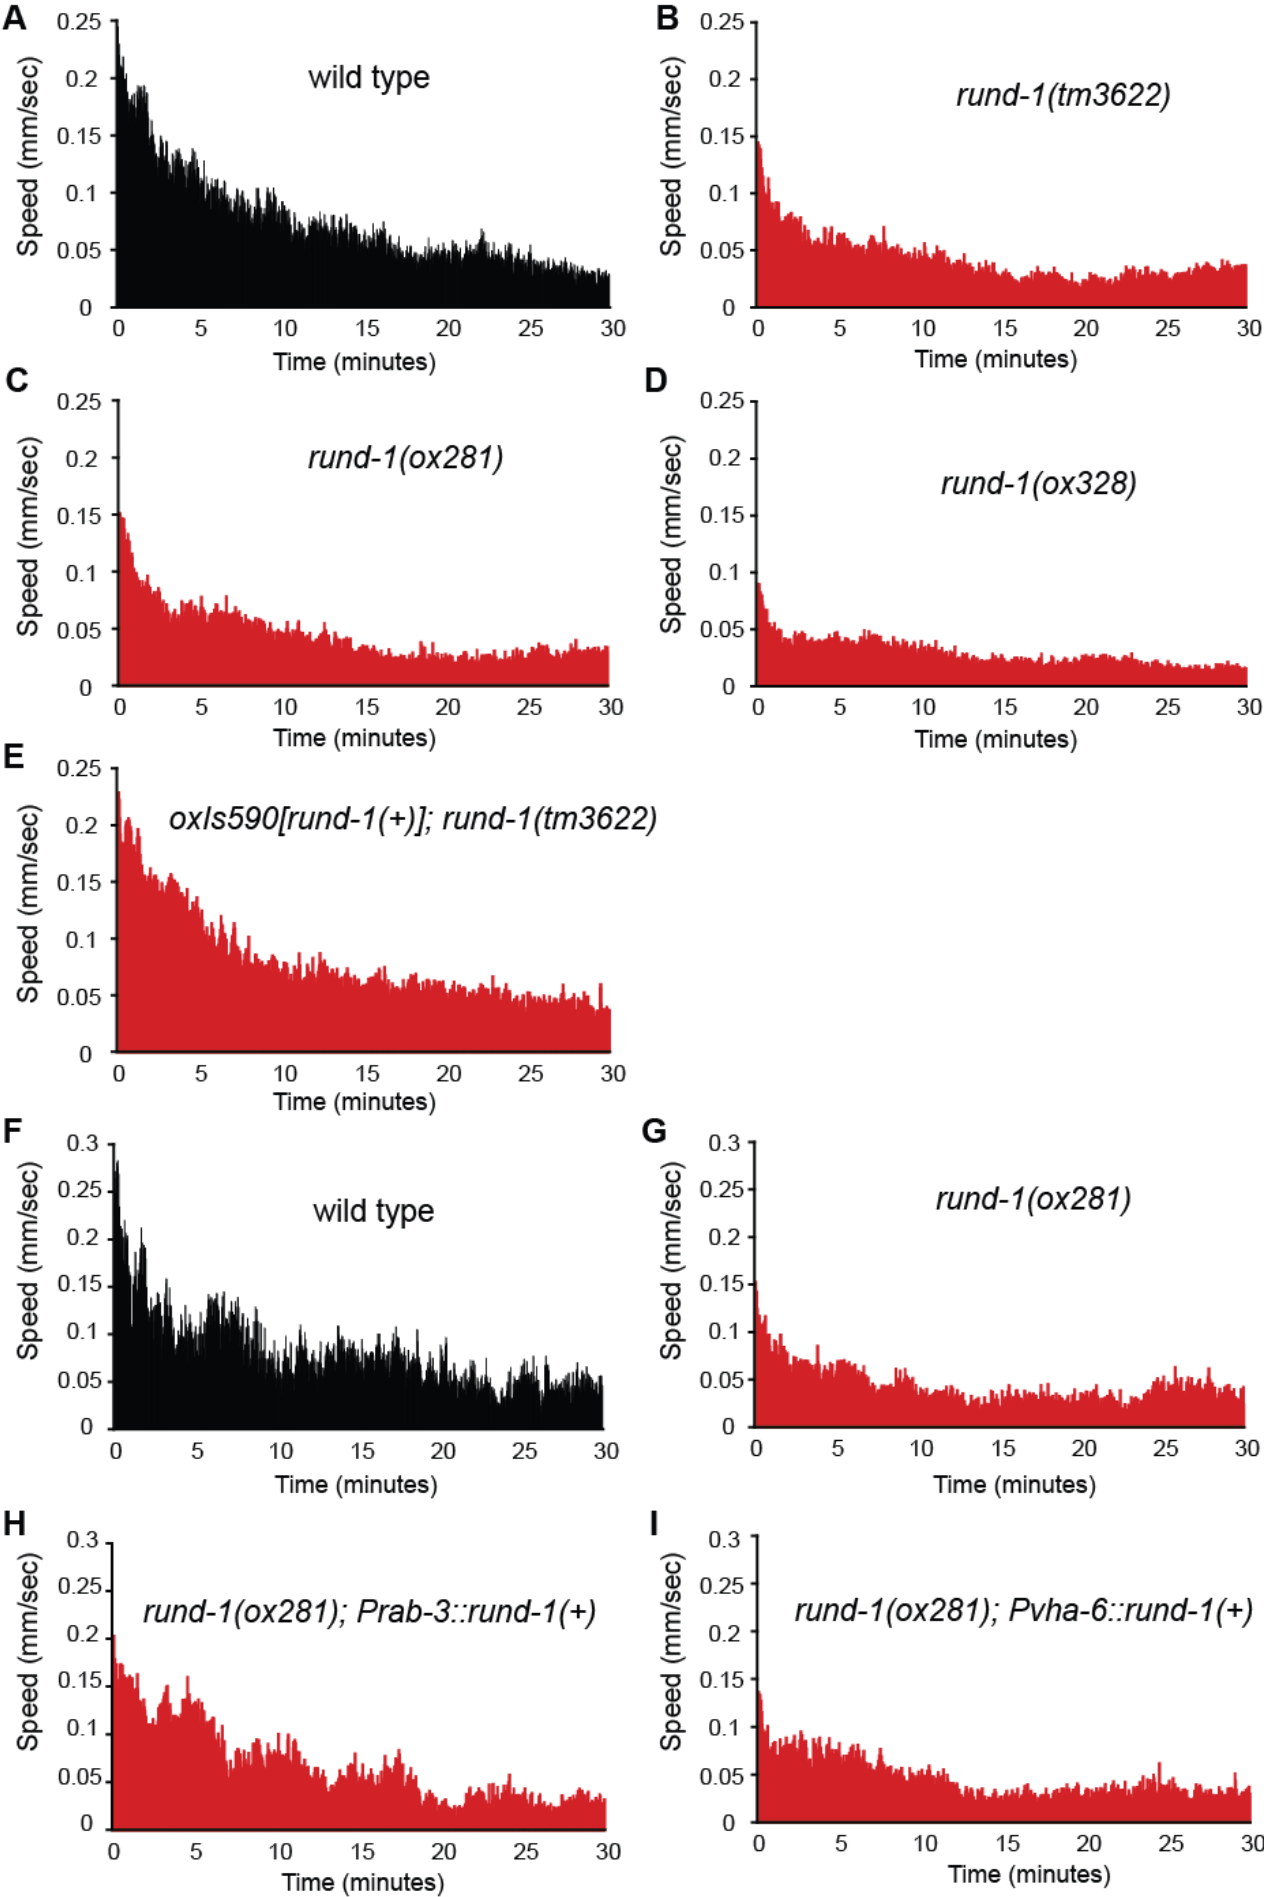 A
0.25
0.2
0.15
0.1
0.05
0
Speed (mm/sec)
wild type
0 5 10 15 20 25 30
Time (minutes)
B
0.25
0.2
0.15
0.1
0.05
0
Speed (mm/sec)
rund-1(tm3622)
0 5 10 15 20 25 30
Time (minutes)
C
0.25
0.2
0.15
0.1
0.05
0
Speed (mm/sec)
rund-1(ox281)
0 5 10 15 20 25 30
Time (minutes)
D
0.25
0.2
0.15
0.1
0.05
0
Speed (mm/sec)
rund-1(ox328)
0 5 10 15 20 25 30
Time (minutes)
E
0.25
0.2
0.15
0.1
0.05
0
Speed (mm/sec)
oxIs590[rund-1(+)]; rund-1(tm3622)
0 5 10 15 20 25 30
Time (minutes)
F
0.3
0.25
0.2
0.15
0.1
0.05
0
Speed (mm/sec)
wild type
0 5 10 15 20 25 30
Time (minutes)
G
0.3
0.25
0.2
0.15
0.1
0.05
0
Speed (mm/sec)
rund-1(ox281)
0 5 10 15 20 25 30
Time (minutes)
H
0.3
0.25
0.2
0.15
0.1
0.05
0
Speed (mm/sec)
rund-1(ox281); Prab-3::rund-1(+)
0 5 10 15 20 25 30
Time (minutes)
I
0.3
0.25
0.2
0.15
0.1
0.05
0
Speed (mm/sec)
rund-1(ox281); Pvha-6::rund-1(+)
0 5 10 15 20 25 30
Time (minutes)